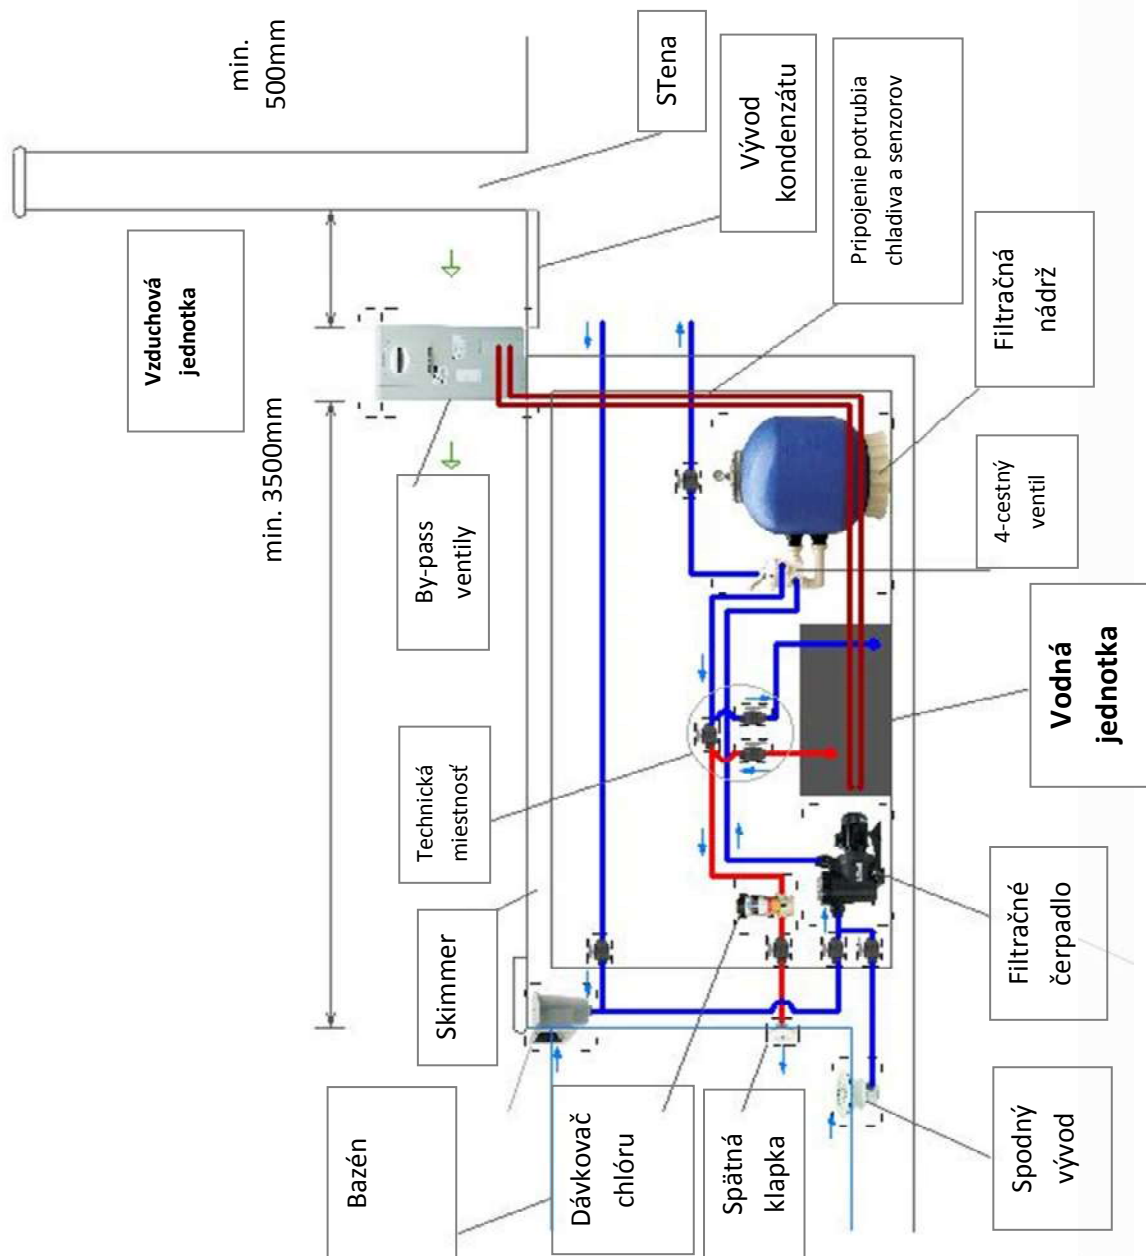 min.
500mm
STena
Vývod
kondenzátu
Pripojenie potrubia
chladiva a senzorov
Filtračná
nádrž
Vzduchová
jednotka
min. 3500mm
By-pass
ventily
4-cestný
ventil
Vodná
jednotka
Technická
miestnosť
Skimmer
Filtračné
čerpadlo
Bazén
Dávkovač
chlóru
Spätná
klapka
Spodný
vývod